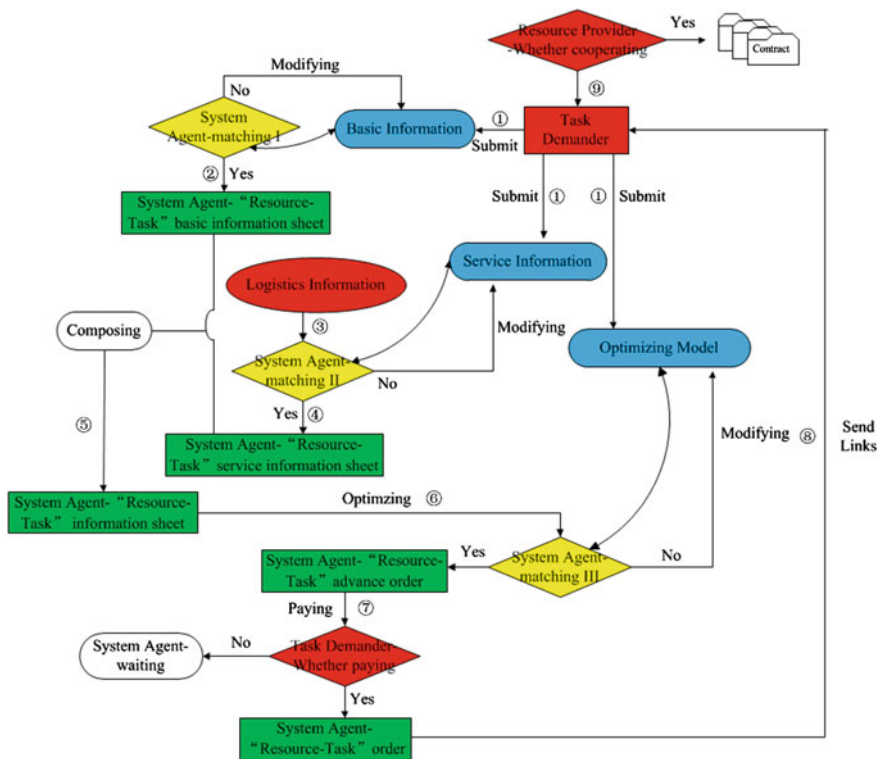 Resource Provider
-Whether cooperating
Yes
Contract
⑨
Modifying
No
System
Agent-matching I
Basic Information
①
Submit
Task
Demander
② Yes
System Agent-“Resource-
Task” basic information sheet
Submit ①
① Submit
Service Information
Logistics Information
③
Modifying
Composing
System Agent-
matching II
No
Optimizing Model
Yes ④
⑤
System Agent-“Resource-
Task” service information sheet
Modifying ⑧
Send
Links
System Agent-“Resource-
Task” information sheet
Optimzing ⑥
System Agent-
matching III
Yes
No
System Agent-“Resource-
Task” advance order
Paying ⑦
System Agent-
waiting
No
Task Demander-
Whether paying
Yes
System Agent-
“Resource-Task” order